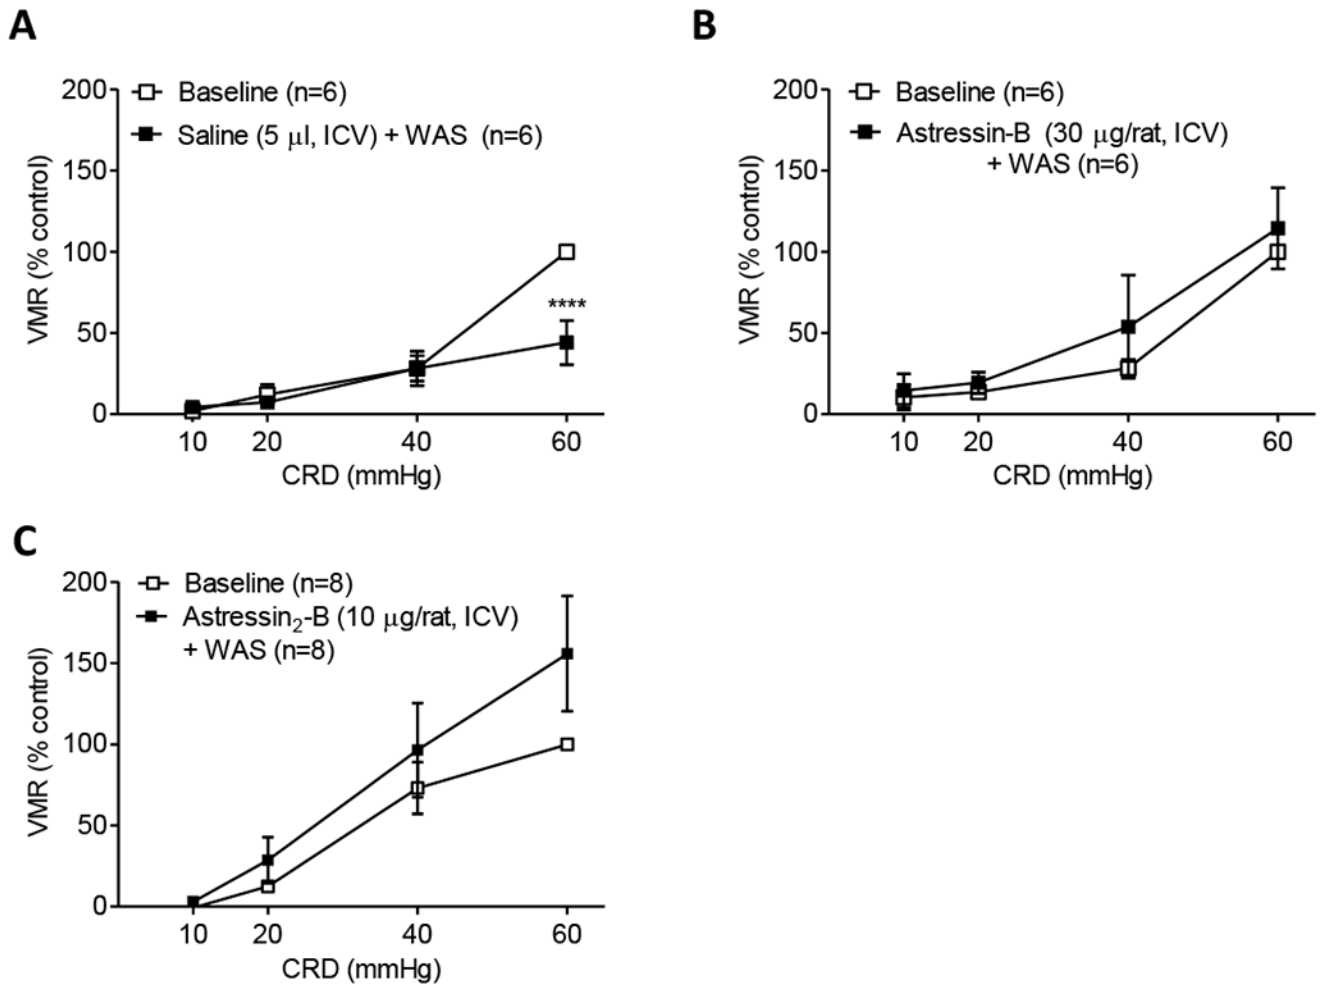 A
200
Baseline (n=6)
Saline (5 μl, ICV) + WAS (n=6)
150
100
50
0
****
VMR (% control)
10 20 40 60
CRD (mmHg)
B
200
Baseline (n=6)
Astressin-B (30 μg/rat, ICV)
+ WAS (n=6)
150
100
50
0
VMR (% control)
10 20 40 60
CRD (mmHg)
C
200
Baseline (n=8)
Astressin₂-B (10 μg/rat, ICV)
+ WAS (n=8)
150
100
50
0
VMR (% control)
10 20 40 60
CRD (mmHg)